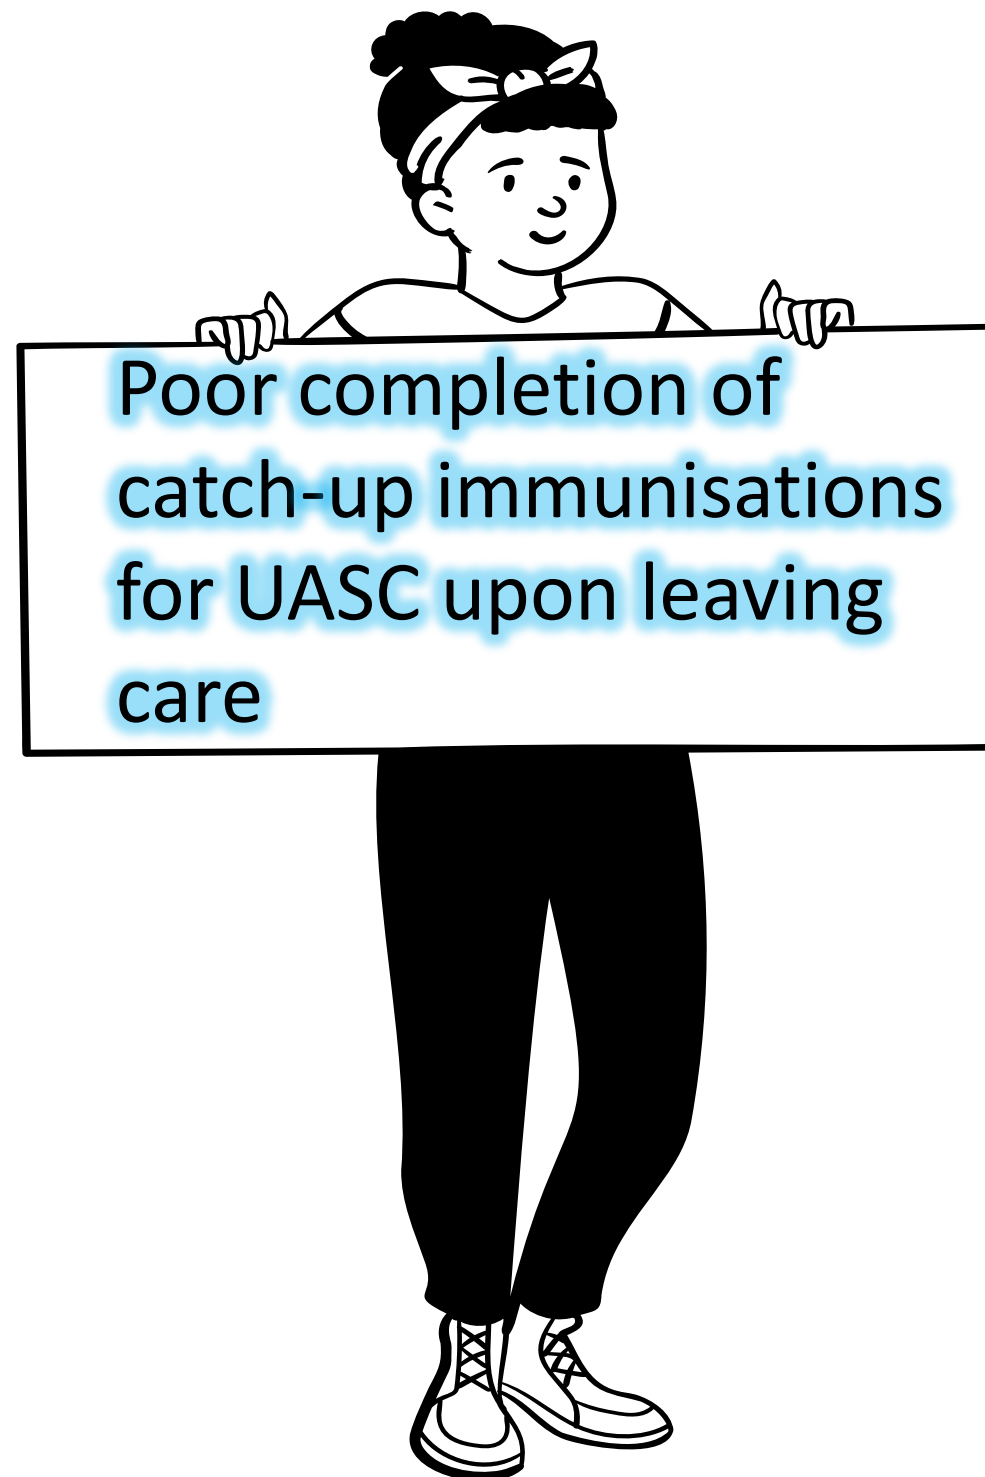 Poor completion of
catch-up immunisations
for UASC upon leaving
care